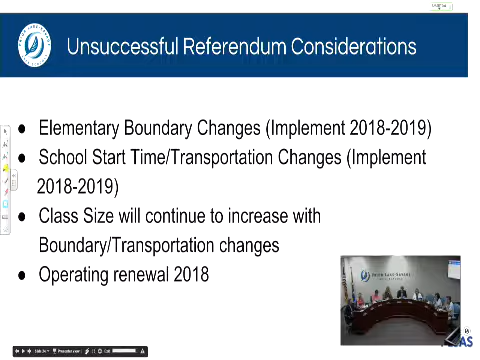 Unsuccessful Referendum Considerations
● Elementary Boundary Changes (Implement 2018-2019)
● School Start Time/Transportation Changes (Implement
2018-2019)
● Class Size will continue to increase with
Boundary/Transportation changes
● Operating renewal 2018